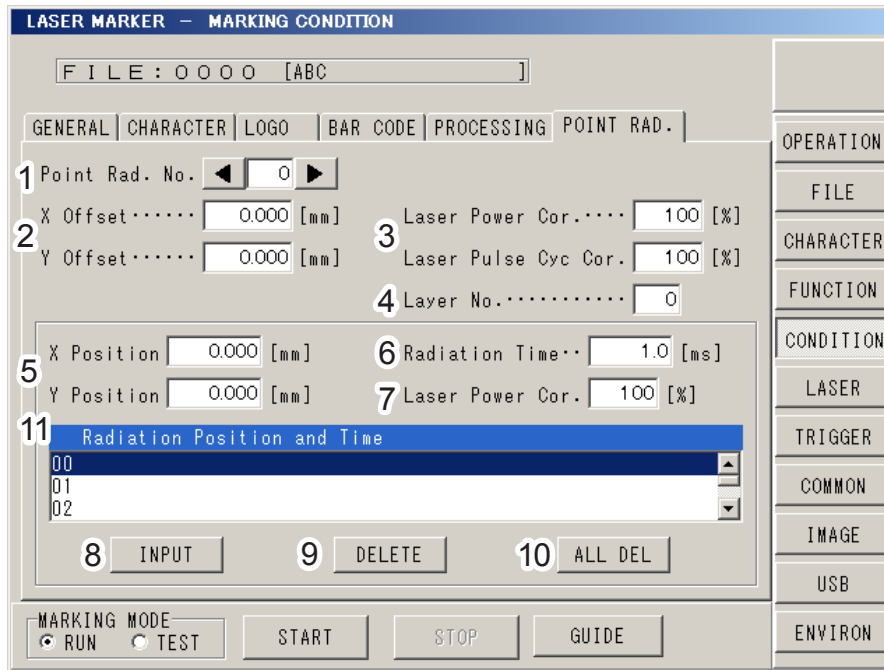 LASER MARKER － MARKING CONDITION
FILE:0000 [ABC ]
GENERAL CHARACTER LOGO BAR CODE PROCESSING POINT RAD.
1 Point Rad. No. ◀ 0 ▶
2
X Offset‥‥‥ 0.000 [mm]
Y Offset‥‥‥ 0.000 [mm]
3
Laser Power Cor.‥‥ 100 [%]
Laser Pulse Cyc Cor. 100 [%]
4 Layer No.‥‥‥‥‥‥ 0
5
X Position 0.000 [mm]
Y Position 0.000 [mm]
6 Radiation Time‥ 1.0 [ms]
7 Laser Power Cor. 100 [%]
11 Radiation Position and Time
00
01
02
8 INPUT 9 DELETE 10 ALL DEL
MARKING MODE
RUN TEST
START STOP GUIDE
OPERATION
FILE
CHARACTER
FUNCTION
CONDITION
LASER
TRIGGER
COMMON
IMAGE
USB
ENVIRON